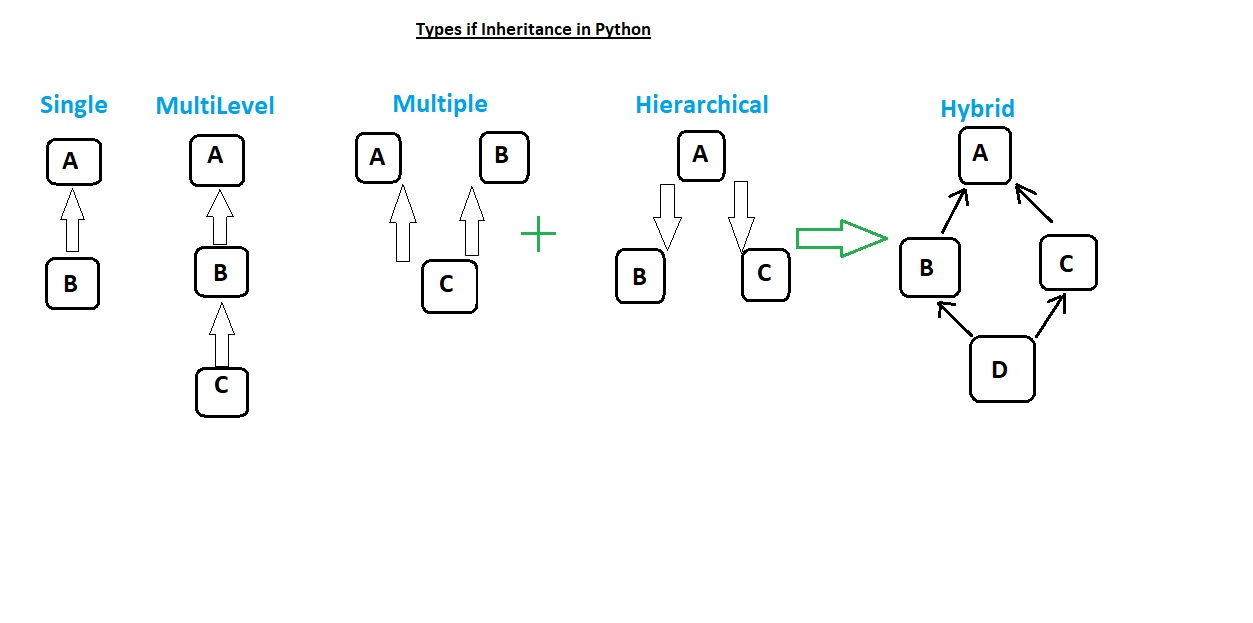 Types if Inheritance in Python
Single MultiLevel Multiple Hierarchical Hybrid
A A A B A A
B B C B C B C
C D